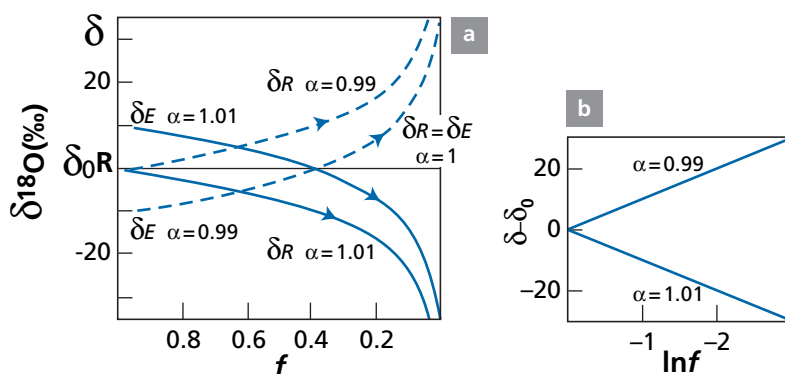 a
δ
20
δ₀R
-20
δ¹⁸O(‰)
δR α=0.99
δE α=1.01
δR=δE
α=1
δE α=0.99
δR α=1.01
0.8 0.6 0.4 0.2
f
b
20
0
−20
δ–δ₀
α=0.99
α=1.01
−1 −2
lnf